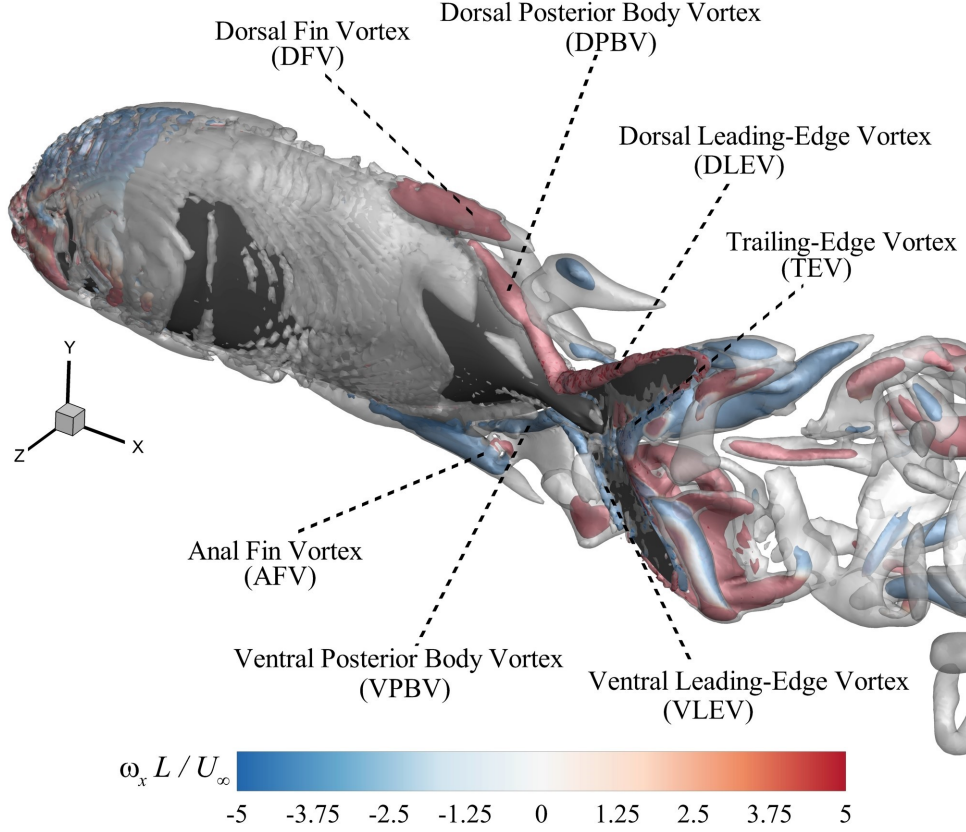 Dorsal Posterior Body Vortex
(DPBV)
Dorsal Fin Vortex
(DFV)
Dorsal Leading-Edge Vortex
(DLEV)
Trailing-Edge Vortex
(TEV)
Y
Z
X
Anal Fin Vortex
(AFV)
Ventral Posterior Body Vortex
(VPBV)
Ventral Leading-Edge Vortex
(VLEV)
ωₓ L / U∞
-5 -3.75 -2.5 -1.25 0 1.25 2.5 3.75 5